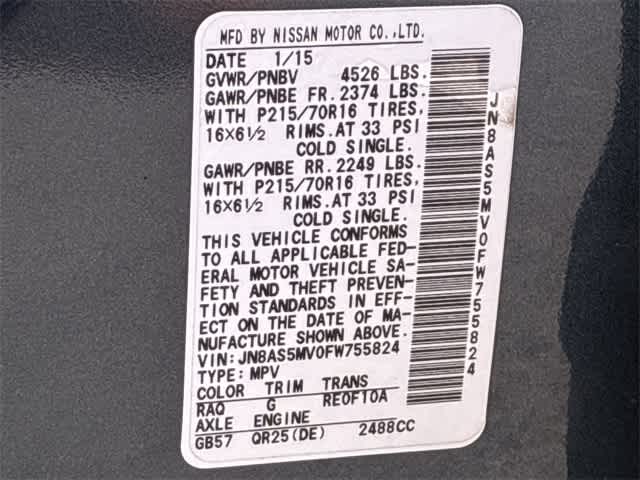 MFD BY NISSAN MOTOR CO.,LTD.
DATE 1/15
GVWR/PNBV 4526 LBS.
GAWR/PNBE FR. 2374 LBS.
WITH P215/70R16 TIRES,
16X6½ RIMS. AT 33 PSI
COLD SINGLE.
GAWR/PNBE RR. 2249 LBS.
WITH P215/70R16 TIRES,
16X6½ RIMS. AT 33 PSI
COLD SINGLE.
THIS VEHICLE CONFORMS
TO ALL APPLICABLE FED-
ERAL MOTOR VEHICLE SA-
FETY AND THEFT PREVEN-
TION STANDARDS IN EFF-
ECT ON THE DATE OF MA-
NUFACTURE SHOWN ABOVE.
VIN: JN8AS5MV0FW755824
TYPE: MPV
COLOR TRIM TRANS
RAQ G RE0F10A
AXLE ENGINE
GB57 QR25(DE) 2488CC
JN8AS5MV0FW755824